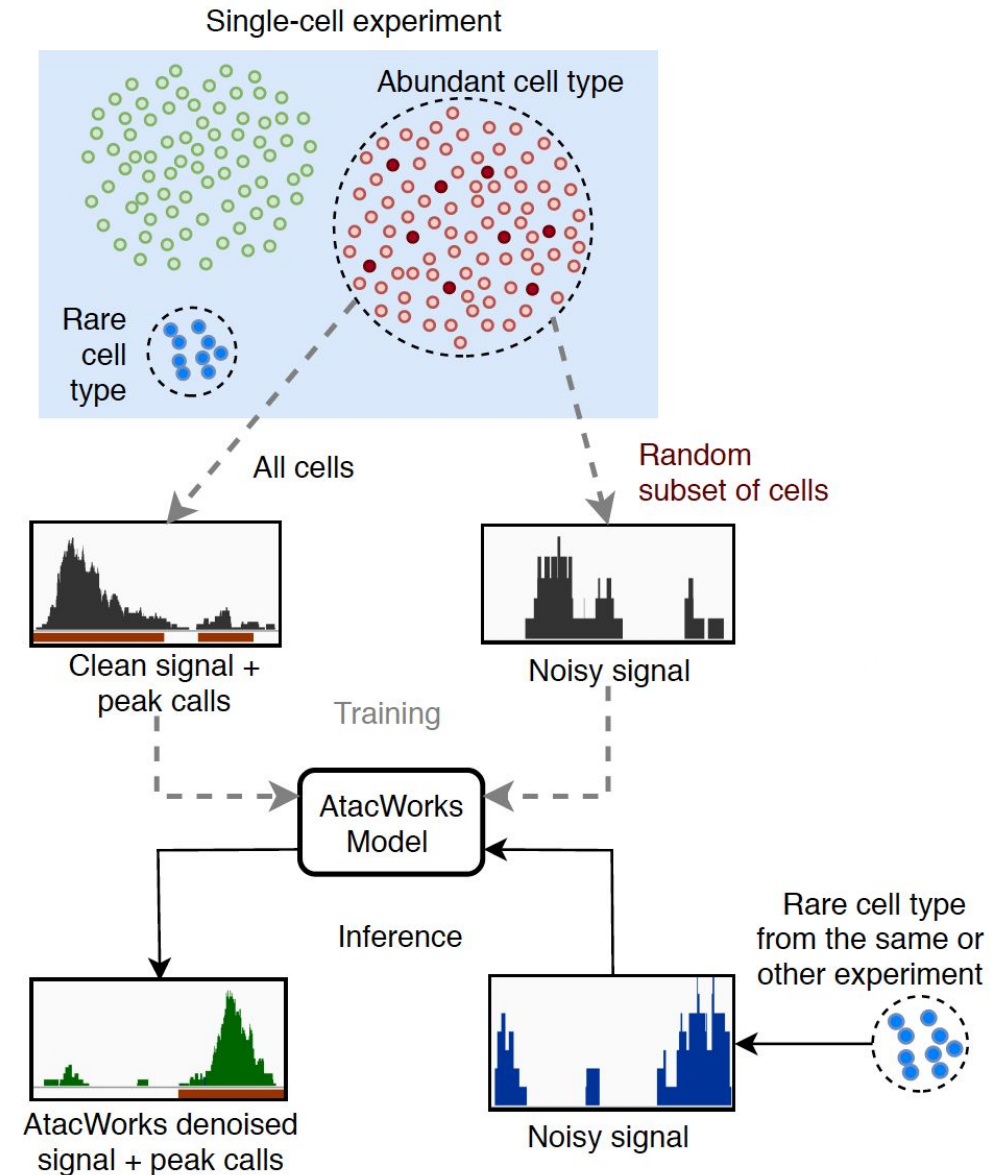 Single-cell experiment
Abundant cell type
Rare
cell
type
All cells
Random
subset of cells
Clean signal +
peak calls
Noisy signal
Training
AtacWorks
Model
Inference
Rare cell type
from the same or
other experiment
AtacWorks denoised
signal + peak calls
Noisy signal